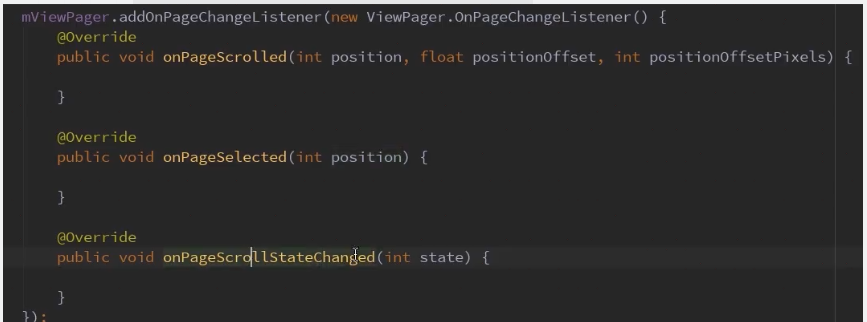 mViewPager.addOnPageChangeListener(new ViewPager.OnPageChangeListener() {
@Override
public void onPageScrolled(int position, float positionOffset, int positionOffsetPixels) {
}
@Override
public void onPageSelected(int position) {
}
@Override
public void onPageScrollStateChanged(int state) {
}
});